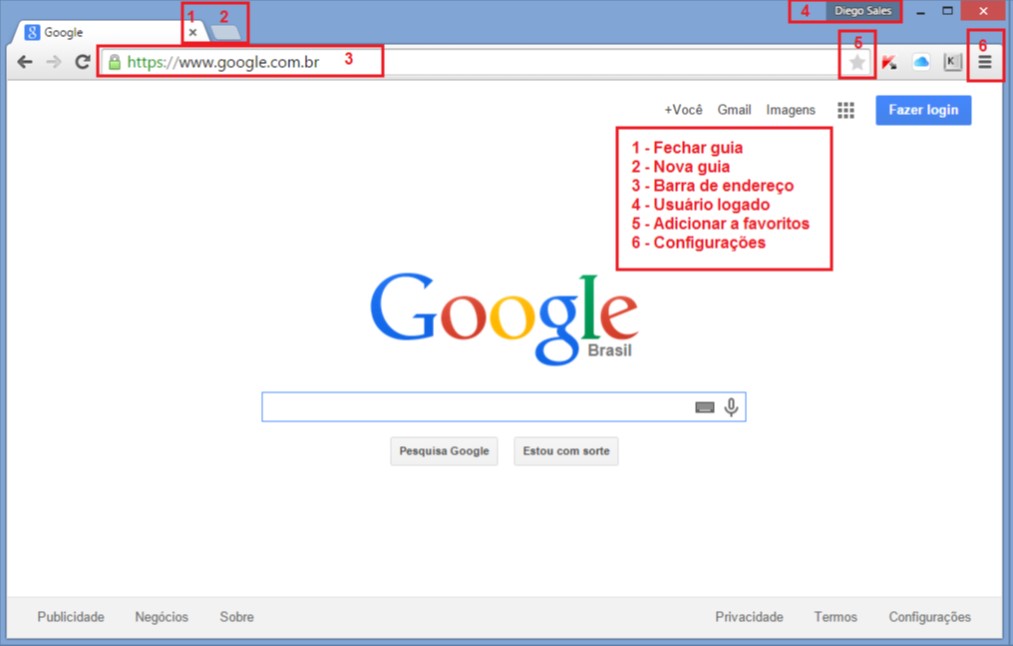 1 2
4 Diego Sales
Google
https://www.google.com.br 3
5
K
6
+Você Gmail Imagens Fazer login
1 - Fechar guia
2 - Nova guia
3 - Barra de endereço
4 - Usuário logado
5 - Adicionar a favoritos
6 - Configurações
Google
Brasil
Pesquisa Google Estou com sorte
Publicidade Negócios Sobre Privacidade Termos Configurações